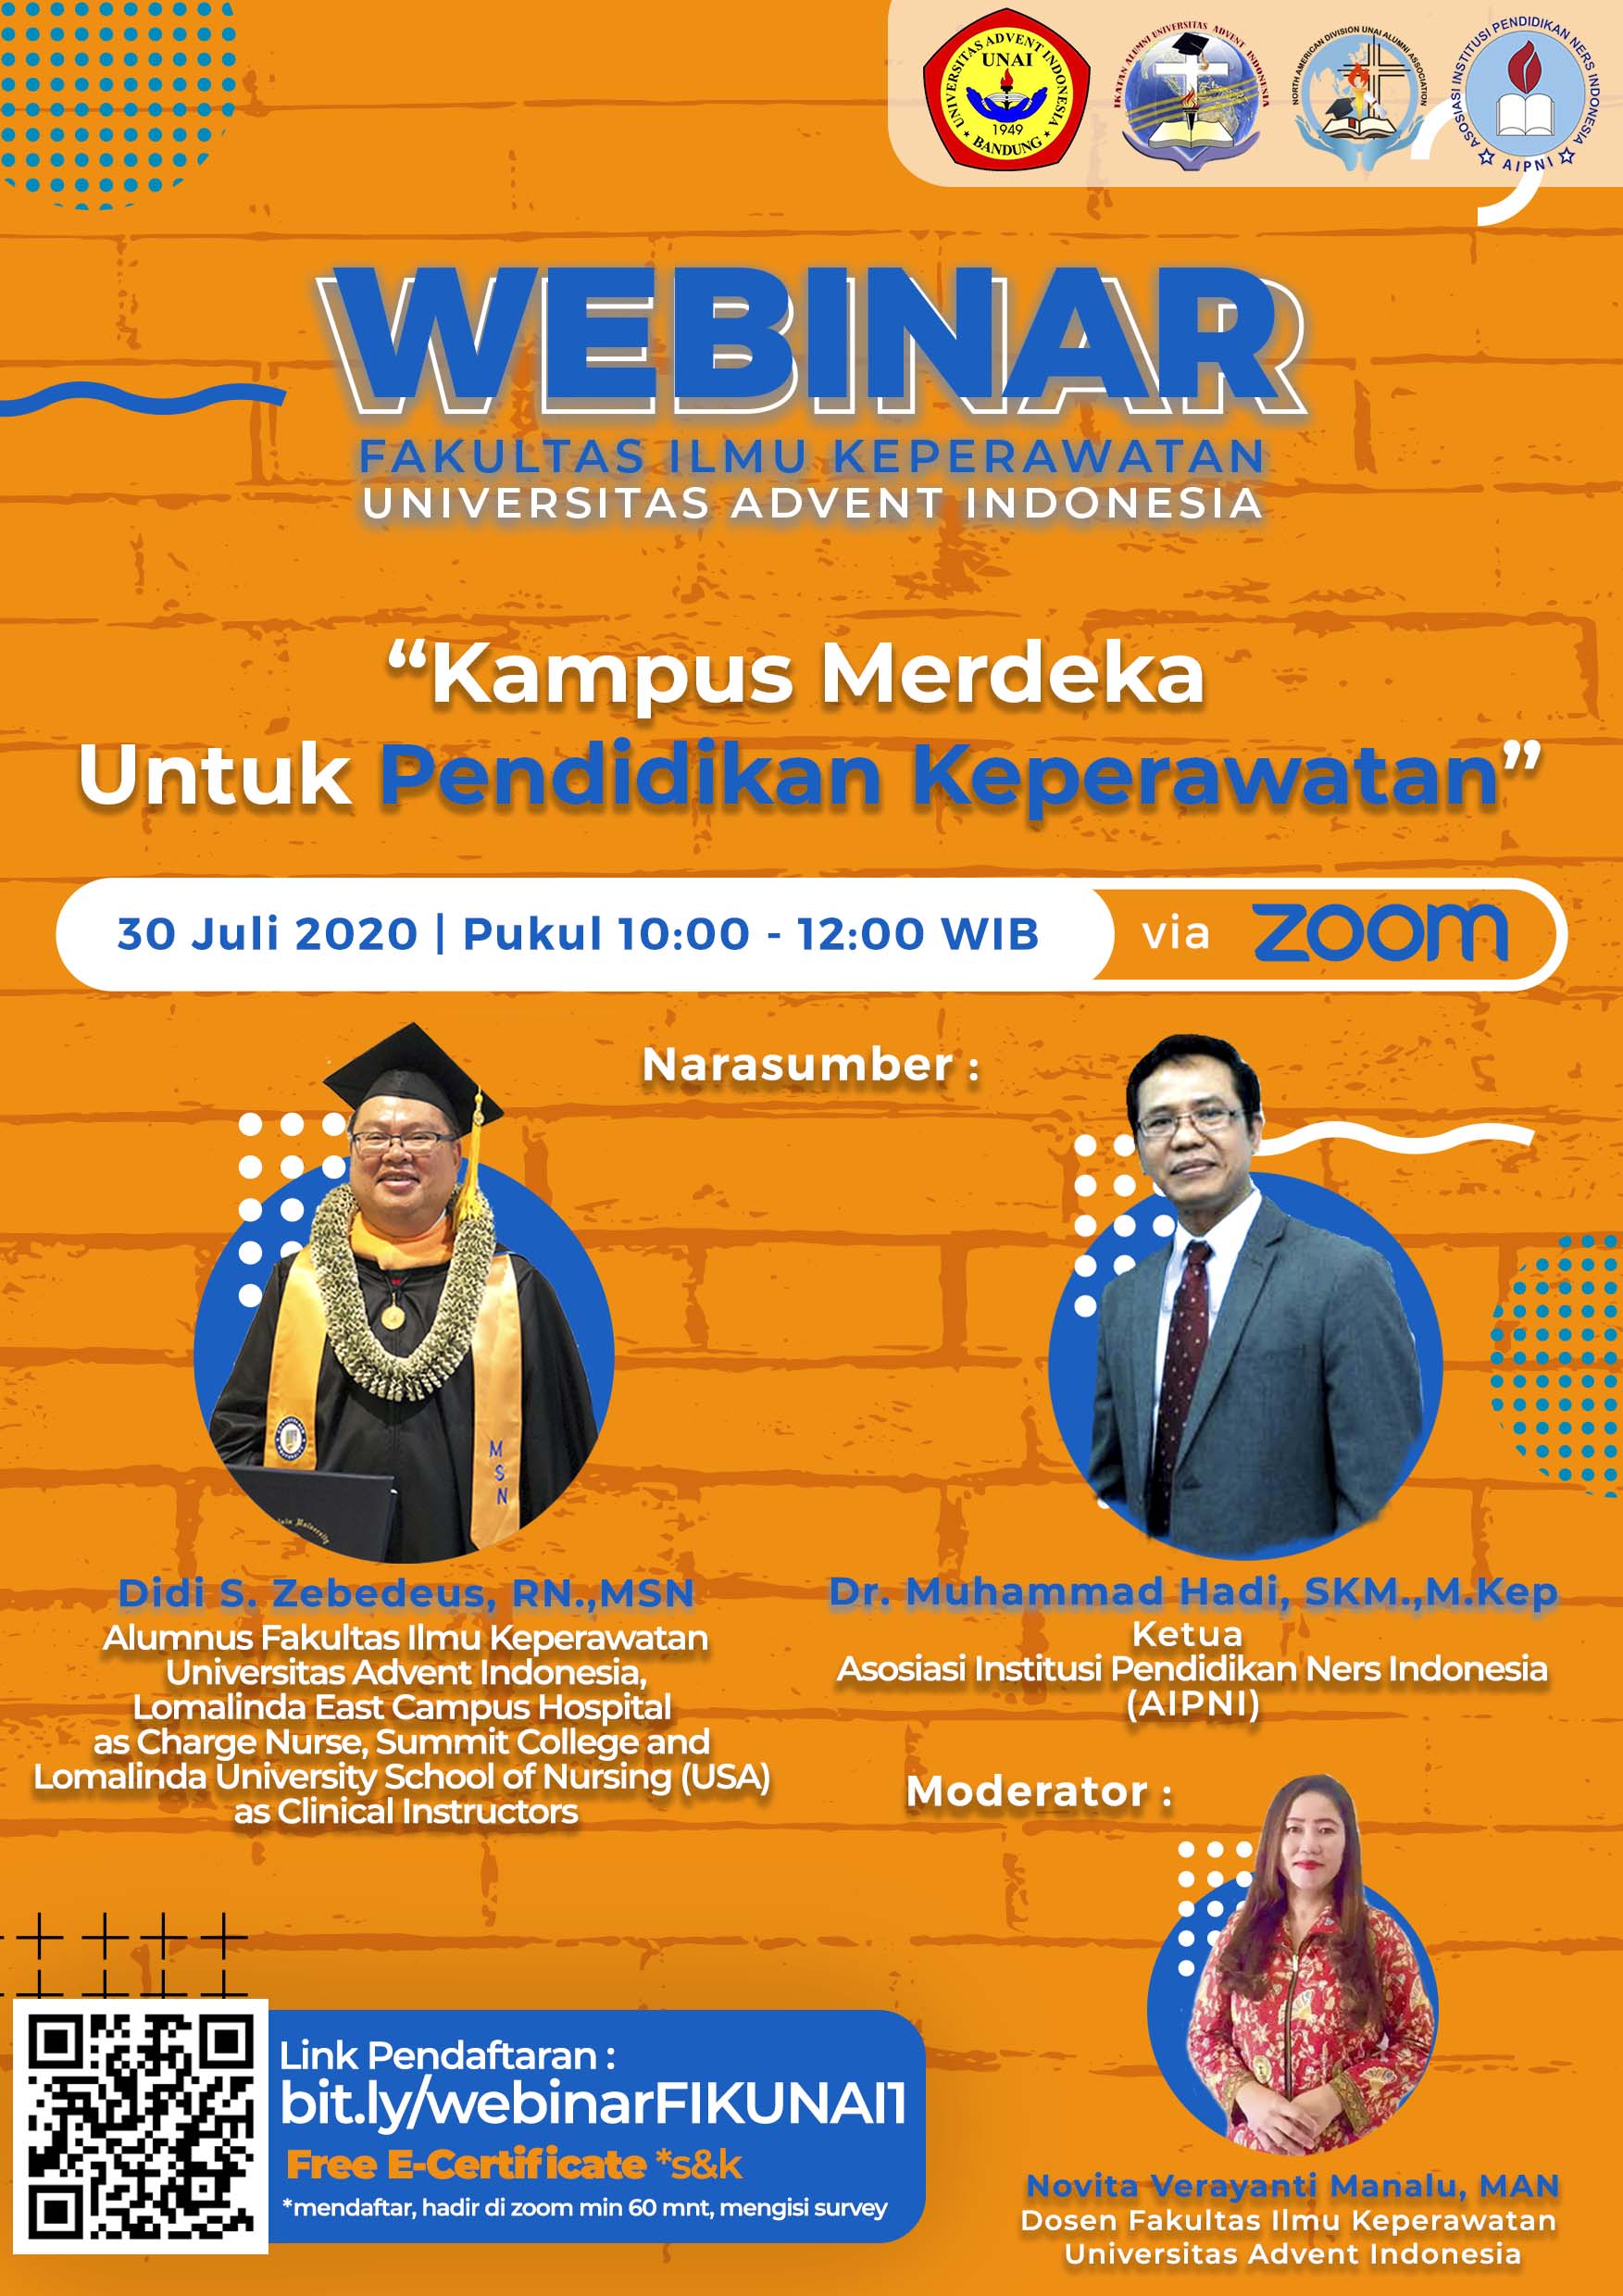 UNIVERSITAS ADVENT INDONESIA
UNAI
1949
BANDUNG
IKATAN ALUMNI UNIVERSITAS ADVENT INDONESIA
NORTH AMERICAN DIVISION UNAI ALUMNI ASSOCIATION
ASOSIASI INSTITUSI PENDIDIKAN NERS INDONESIA
AIPNI
WEBINAR
FAKULTAS ILMU KEPERAWATAN
UNIVERSITAS ADVENT INDONESIA
“Kampus Merdeka
Untuk Pendidikan Keperawatan”
30 Juli 2020 | Pukul 10:00 - 12:00 WIB via zoom
Narasumber :
M
S
N
University
Didi S. Zebedeus, RN.,MSN
Alumnus Fakultas Ilmu Keperawatan
Universitas Advent Indonesia,
Lomalinda East Campus Hospital
as Charge Nurse, Summit College and
Lomalinda University School of Nursing (USA)
as Clinical Instructors
Dr. Muhammad Hadi, SKM.,M.Kep
Ketua
Asosiasi Institusi Pendidikan Ners Indonesia
(AIPNI)
Moderator :
Novita Verayanti Manalu, MAN
Dosen Fakultas Ilmu Keperawatan
Universitas Advent Indonesia
Link Pendaftaran :
bit.ly/webinarFIKUNAI1
Free E-Certificate *s&k
*mendaftar, hadir di zoom min 60 mnt, mengisi survey